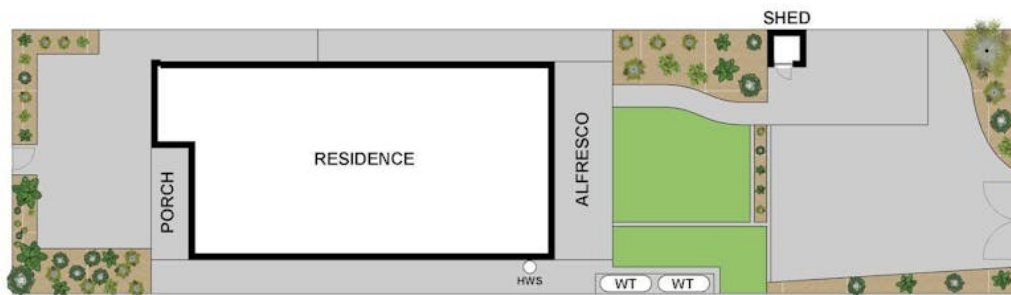 SHED
RESIDENCE
PORCH
ALFRESCO
HWS
WT
WT